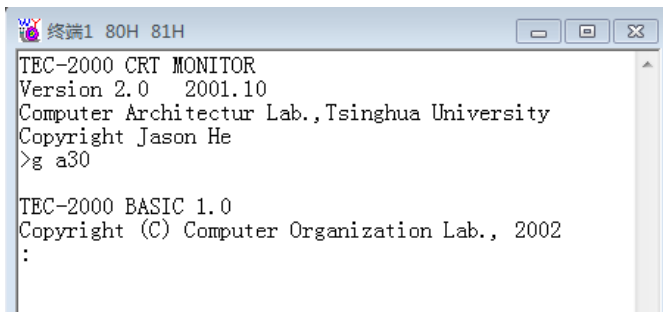 终端1 80H 81H
TEC-2000 CRT MONITOR
Version 2.0 2001.10
Computer Architectur Lab.,Tsinghua University
Copyright Jason He
>g a30
TEC-2000 BASIC 1.0
Copyright (C) Computer Organization Lab., 2002
: